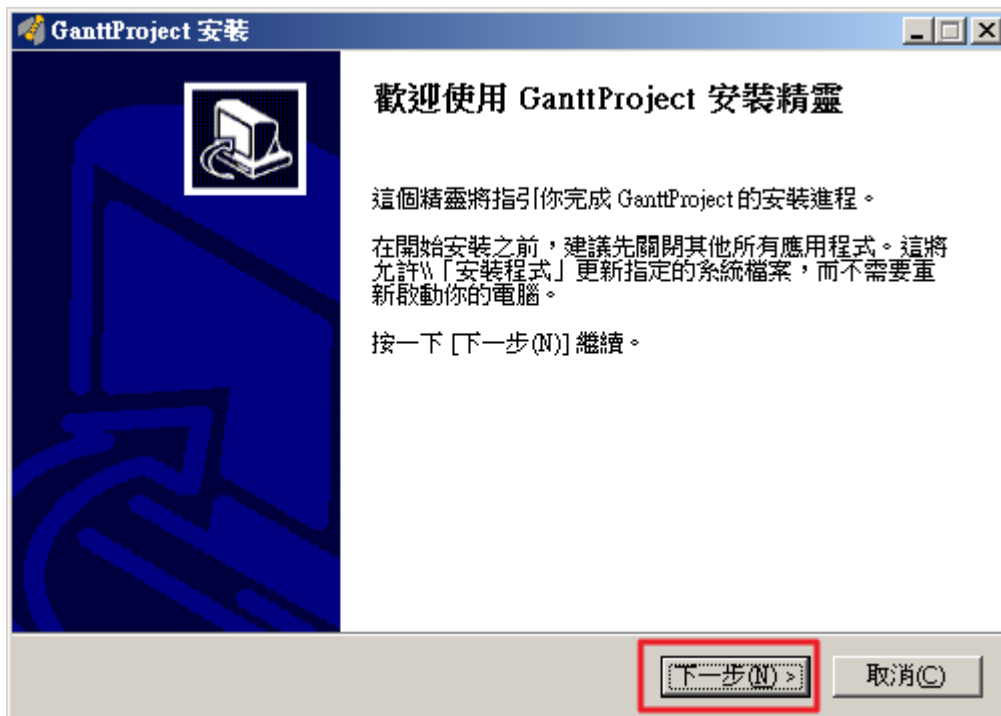 GanttProject 安裝
歡迎使用 GanttProject 安裝精靈
這個精靈將指引你完成 GanttProject 的安裝進程。
在開始安裝之前，建議先關閉其他所有應用程式。這將
允許\\「安裝程式」更新指定的系統檔案，而不需要重
新啟動你的電腦。
按一下 [下一步(N)] 繼續。
下一步(N) >
取消(C)